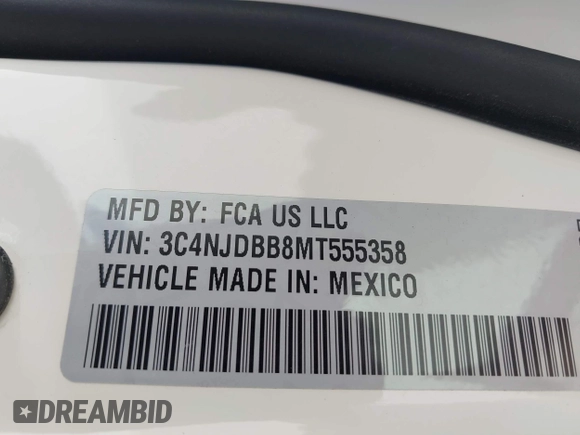 MFD BY: FCA US LLC
VIN: 3C4NJDBB8MT555358
VEHICLE MADE IN: MEXICO
DREAMBID